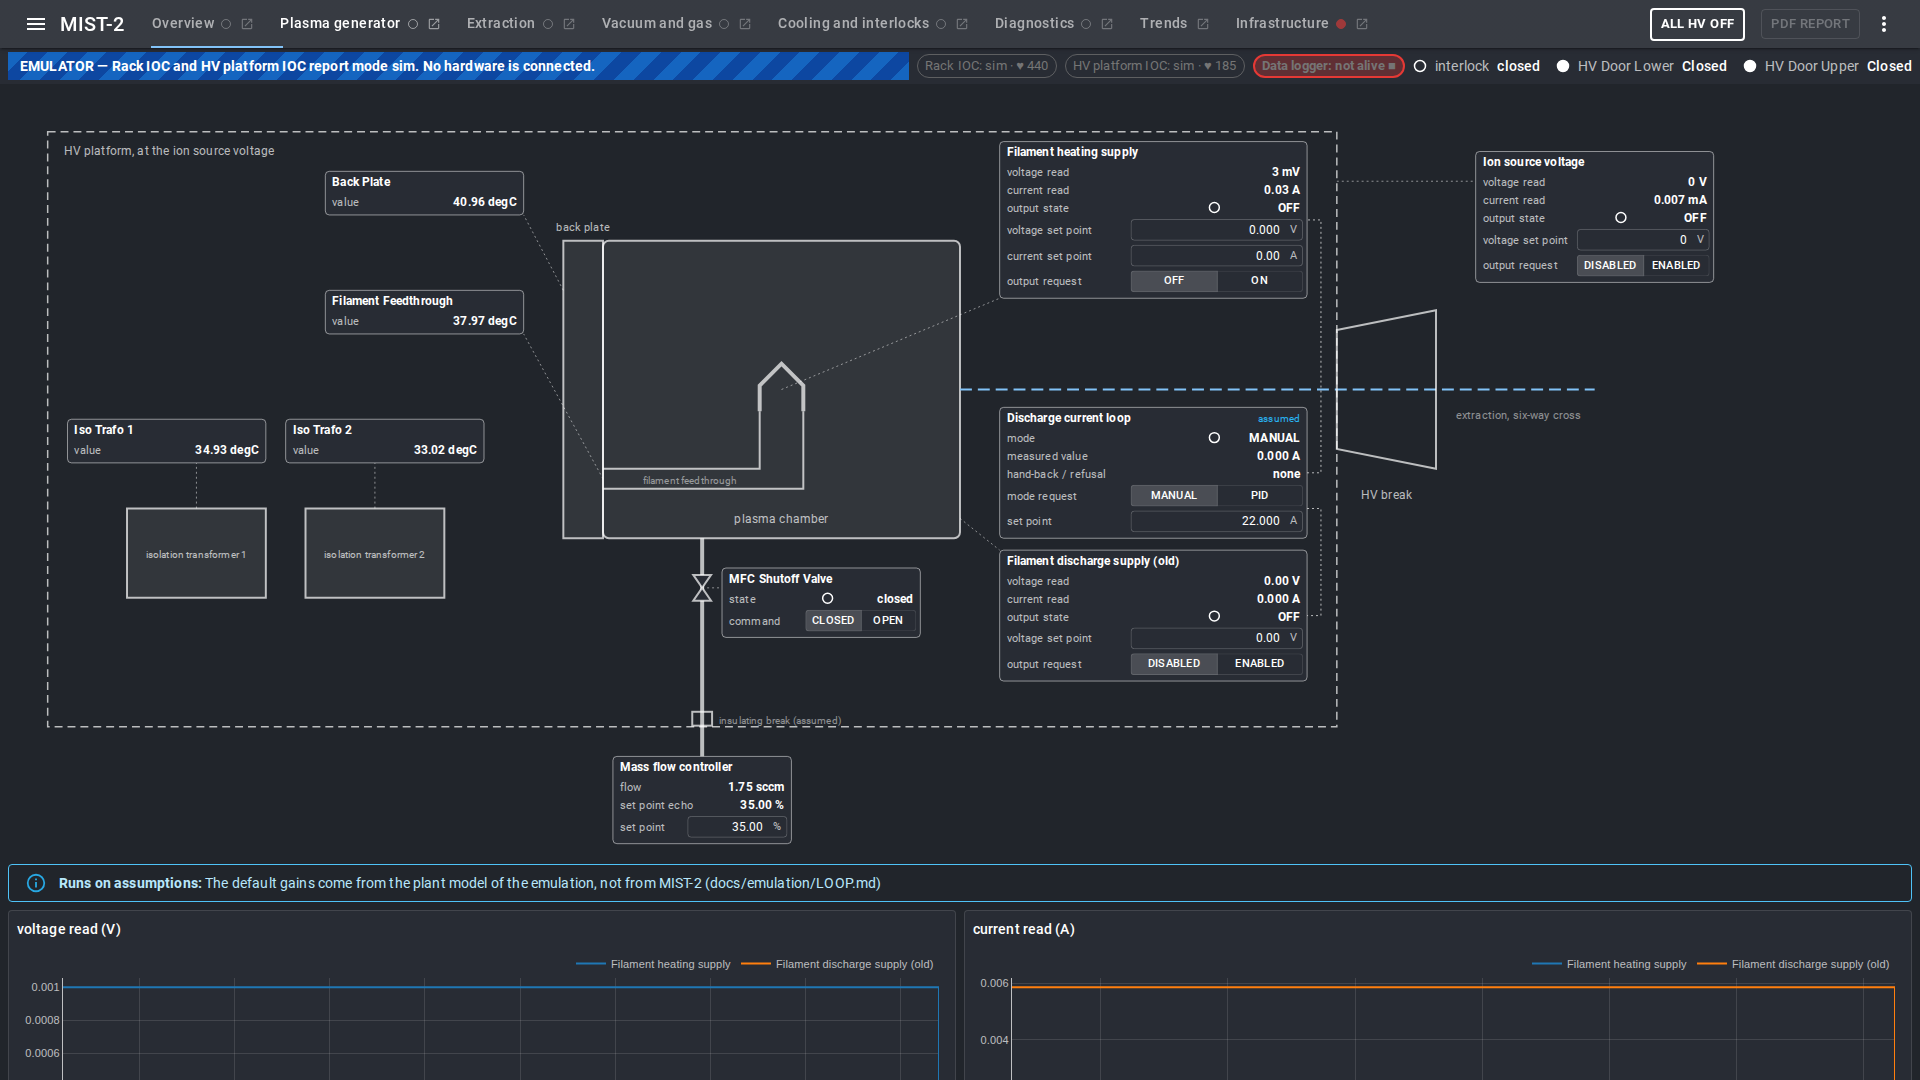 MIST-2
Overview
Plasma generator
Extraction
Vacuum and gas
Cooling and interlocks
Diagnostics
Trends
Infrastructure
ALL HV OFF
PDF REPORT
EMULATOR — Rack IOC and HV platform IOC report mode sim. No hardware is connected.
Rack IOC: sim · ♥ 440
HV platform IOC: sim · ♥ 185
Data logger: not alive ■
interlock closed
HV Door Lower Closed
HV Door Upper Closed
HV platform, at the ion source voltage
Back Plate
value 40.96 degC
back plate
Filament Feedthrough
value 37.97 degC
Iso Trafo 1
value 34.93 degC
Iso Trafo 2
value 33.02 degC
isolation transformer 1
isolation transformer 2
filament feedthrough
plasma chamber
Filament heating supply
voltage read 3 mV
current read 0.03 A
output state OFF
voltage set point 0.000 V
current set point 0.00 A
output request OFF ON
Ion source voltage
voltage read 0 V
current read 0.007 mA
output state OFF
voltage set point 0 V
output request DISABLED ENABLED
Discharge current loop assumed
mode MANUAL
measured value 0.000 A
hand-back / refusal none
mode request MANUAL PID
set point 22.000 A
extraction, six-way cross
HV break
Filament discharge supply (old)
voltage read 0.00 V
current read 0.000 A
output state OFF
voltage set point 0.00 V
output request DISABLED ENABLED
MFC Shutoff Valve
state closed
command CLOSED OPEN
insulating break (assumed)
Mass flow controller
flow 1.75 sccm
set point echo 35.00 %
set point 35.00 %
Runs on assumptions: The default gains come from the plant model of the emulation, not from MIST-2 (docs/emulation/LOOP.md)
voltage read (V)
Filament heating supply
Filament discharge supply (old)
0.001
0.0008
0.0006
current read (A)
Filament heating supply
Filament discharge supply (old)
0.006
0.004